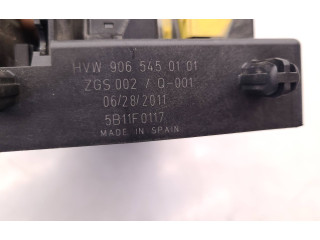 HVW 906 545 01 01
ZGS 002 / Q-001
06/28/2011
5B11F0117
MADE IN SPAIN